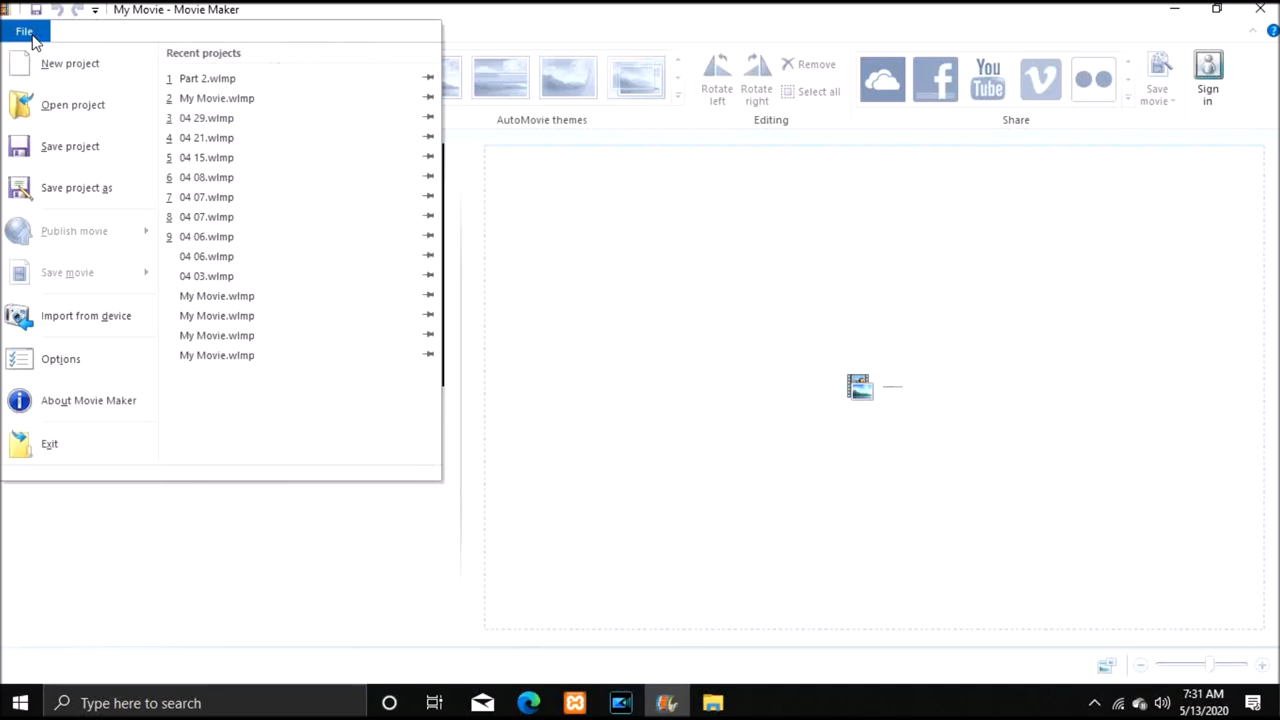 My Movie - Movie Maker
File
New project
Open project
Save project
Save project as
Publish movie
Save movie
Import from device
Options
About Movie Maker
Exit
Recent projects
1 Part 2.wlmp
2 My Movie.wlmp
3 04 29.wlmp
4 04 21.wlmp
5 04 15.wlmp
6 04 08.wlmp
7 04 07.wlmp
8 04 07.wlmp
9 04 06.wlmp
04 06.wlmp
04 03.wlmp
My Movie.wlmp
My Movie.wlmp
My Movie.wlmp
My Movie.wlmp
AutoMovie themes
Rotate left
Rotate right
Remove
Select all
Editing
You Tube
Share
Save movie
Sign in
Type here to search
7:31 AM
5/13/2020